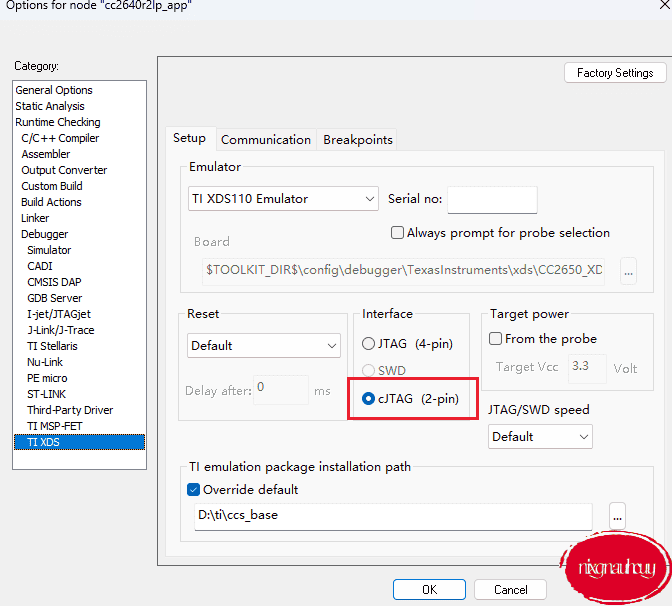 Options for node "cc2640r2lp_app"
Category:
General Options
Static Analysis
Runtime Checking
C/C++ Compiler
Assembler
Output Converter
Custom Build
Build Actions
Linker
Debugger
Simulator
CADI
CMSIS DAP
GDB Server
I-jet/JTAGjet
J-Link/J-Trace
TI Stellaris
Nu-Link
PE micro
ST-LINK
Third-Party Driver
TI MSP-FET
TI XDS
Factory Settings
Setup Communication Breakpoints
Emulator
TI XDS110 Emulator Serial no:
Always prompt for probe selection
Board
$TOOLKIT_DIR$\config\debugger\TexasInstruments\xds\CC2650_XD ...
Reset
Default
Delay after: 0 ms
Interface
JTAG (4-pin)
SWD
cJTAG (2-pin)
Target power
From the probe
Target Vcc 3.3 Volt
JTAG/SWD speed
Default
TI emulation package installation path
Override default
D:\ti\ccs_base ...
OK Cancel